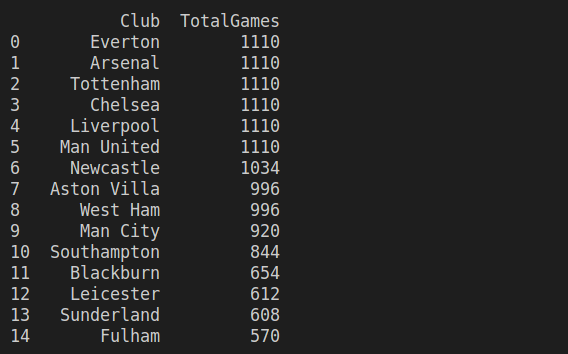 Club TotalGames
0 Everton 1110
1 Arsenal 1110
2 Tottenham 1110
3 Chelsea 1110
4 Liverpool 1110
5 Man United 1110
6 Newcastle 1034
7 Aston Villa 996
8 West Ham 996
9 Man City 920
10 Southampton 844
11 Blackburn 654
12 Leicester 612
13 Sunderland 608
14 Fulham 570